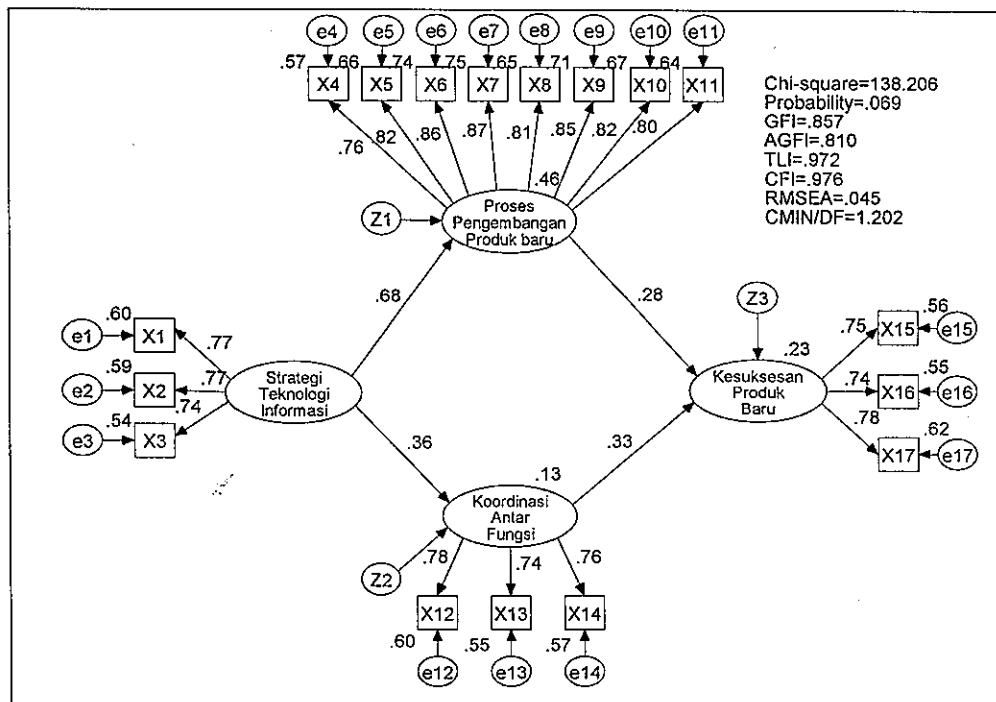 e4 e5 e6 e7 e8 e9 e10 e11
.57 .66 .74 .75 .65 .71 .67 .64
X4 X5 X6 X7 X8 X9 X10 X11
Chi-square=138.206
Probability=.069
GFI=.857
AGFI=.810
TLI=.972
CFI=.976
RMSEA=.045
CMIN/DF=1.202
.76 .82 .86 .87 .81 .85 .82 .80
.46
Z1
Proses
Pengembangan
Produk baru
.68
.28
Z3
.60
e1 X1
.77
.59
e2 X2
.77
.54
e3 X3
.74
Strategi
Teknologi
Informasi
.23
Kesuksesan
Produk
Baru
.75
.56
X15 e15
.74
.55
X16 e16
.78
.62
X17 e17
.36
.33
.13
Koordinasi
Antar
Fungsi
Z2
.78 .74 .76
X12 X13 X14
.60 .55 .57
e12 e13 e14